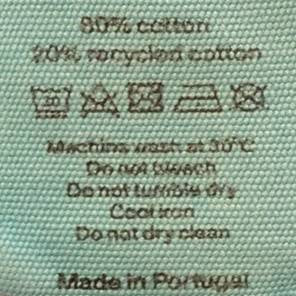 80% cotton
20% recycled cotton
Machine wash at 30°C
Do not bleach
Do not tumble dry
Cool iron
Do not dry clean
Made in Portugal